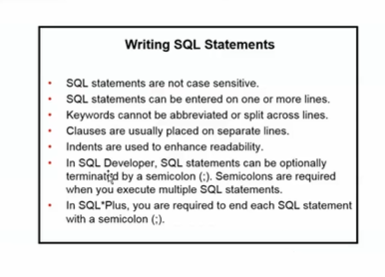 Writing SQL Statements
• SQL statements are not case sensitive.
• SQL statements can be entered on one or more lines.
• Keywords cannot be abbreviated or split across lines.
• Clauses are usually placed on separate lines.
• Indents are used to enhance readability.
• In SQL Developer, SQL statements can be optionally
terminated by a semicolon (;). Semicolons are required
when you execute multiple SQL statements.
• In SQL*Plus, you are required to end each SQL statement
with a semicolon (;).